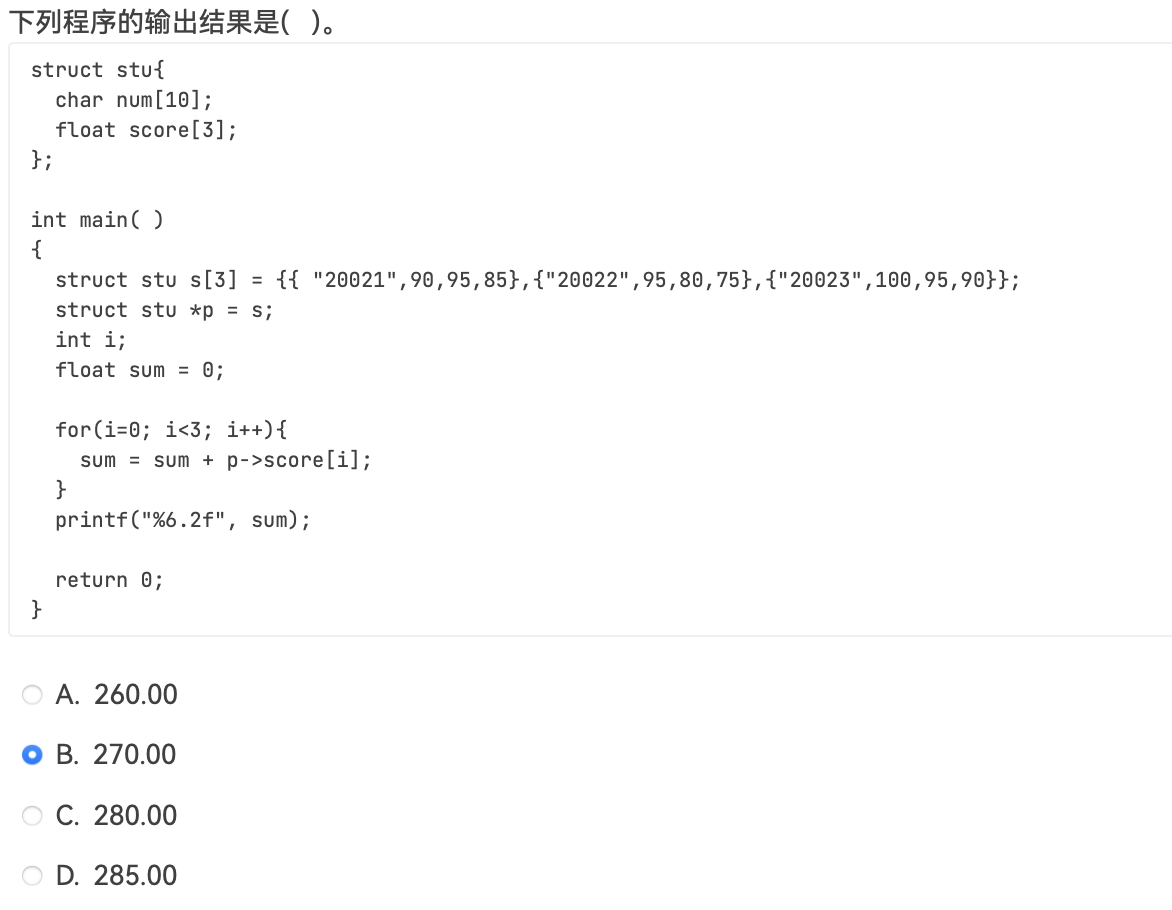 下列程序的输出结果是(  )。
struct stu{
  char num[10];
  float score[3];
};
int main( )
{
  struct stu s[3] = {{ "20021",90,95,85},{"20022",95,80,75},{"20023",100,95,90}};
  struct stu *p = s;
  int i;
  float sum = 0;
  for(i=0; i<3; i++){
    sum = sum + p->score[i];
  }
  printf("%6.2f", sum);
  return 0;
}
A. 260.00
B. 270.00
C. 280.00
D. 285.00